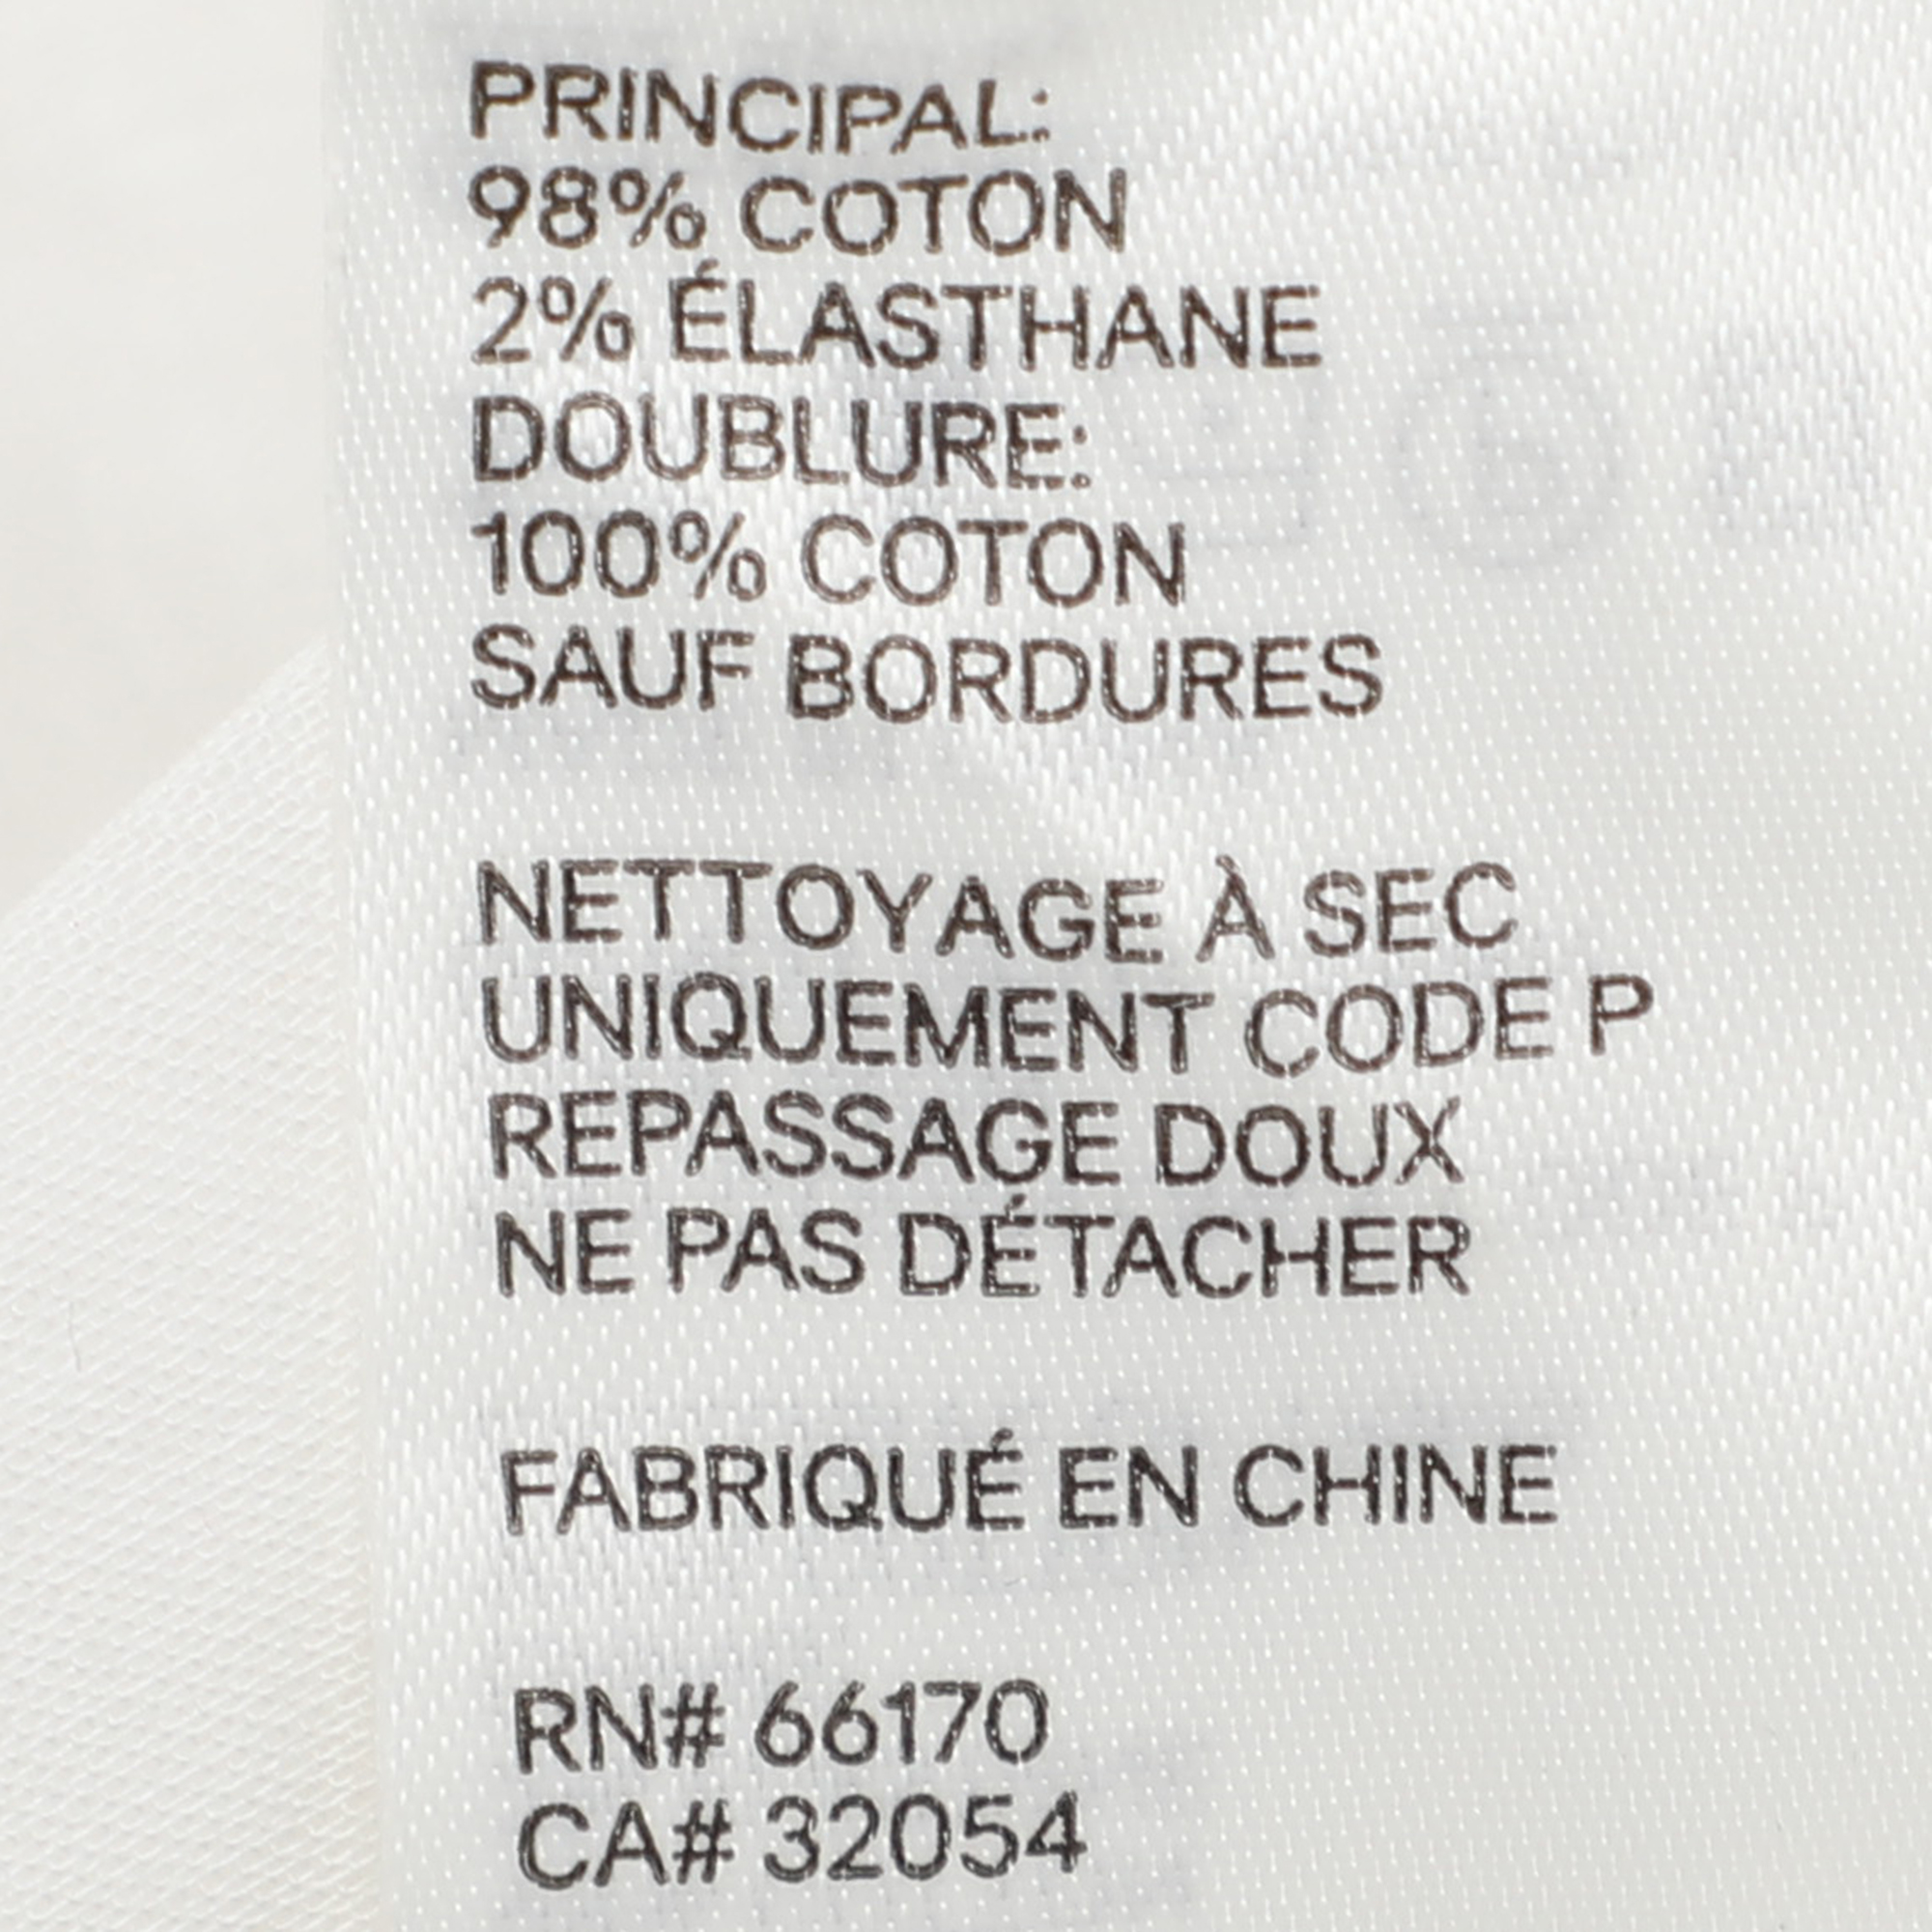 PRINCIPAL:
98% COTON
2% ÉLASTHANE
DOUBLURE:
100% COTON
SAUF BORDURES
NETTOYAGE À SEC
UNIQUEMENT CODE P
REPASSAGE DOUX
NE PAS DÉTACHER
FABRIQUÉ EN CHINE
RN# 66170
CA# 32054